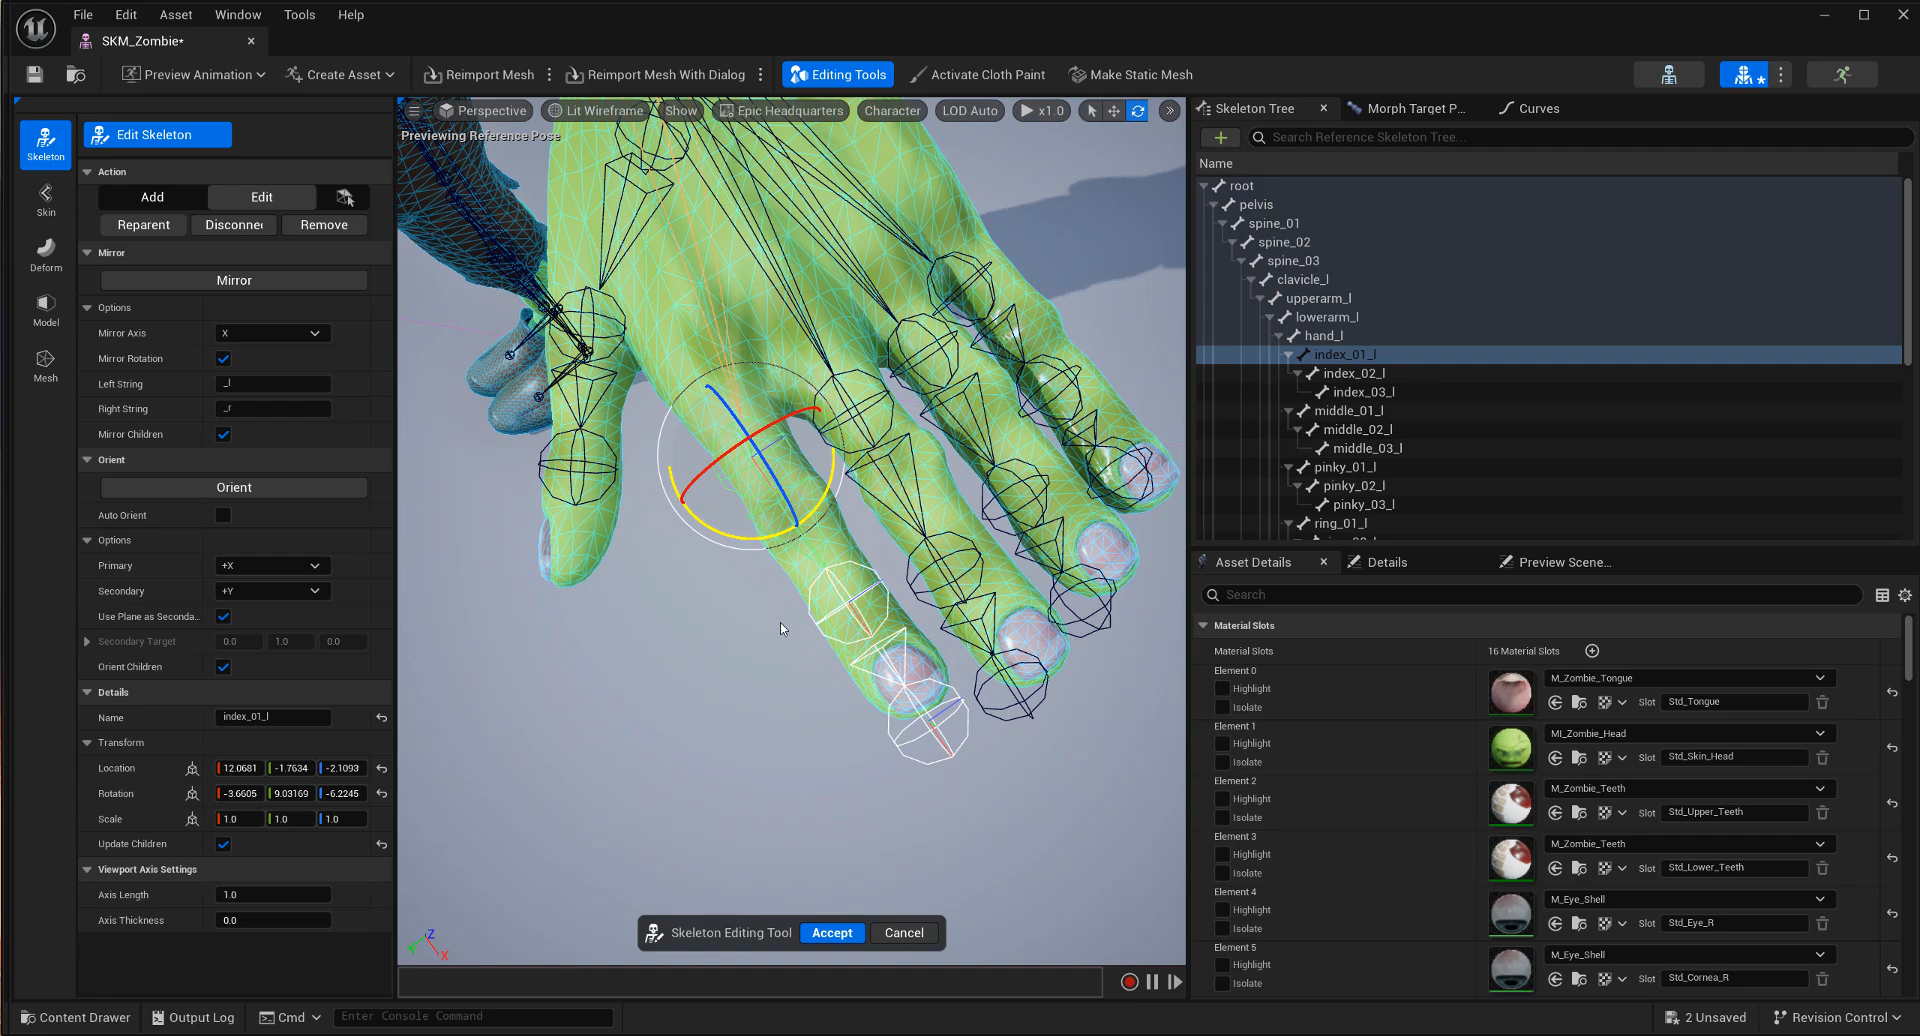 File Edit Asset Window Tools Help
SKM_Zombie*
Preview Animation Create Asset Reimport Mesh Reimport Mesh With Dialog Editing Tools Activate Cloth Paint Make Static Mesh
Skeleton
Skin
Deform
Model
Mesh
Edit Skeleton
Action
Add Edit
Reparent Disconnec Remove
Mirror
Mirror
Options
Mirror Axis X
Mirror Rotation
Left String _l
Right String _r
Mirror Children
Orient
Orient
Auto Orient
Options
Primary +X
Secondary +Y
Use Plane as Seconda..
Secondary Target 0.0 1.0 0.0
Orient Children
Details
Name index_01_l
Transform
Location 12.0681 -1.7634 -2.1093
Rotation -3.6605 9.03169 -6.2245
Scale 1.0 1.0 1.0
Update Children
Viewport Axis Settings
Axis Length 1.0
Axis Thickness 0.0
Perspective Lit Wireframe Show Epic Headquarters Character LOD Auto x1.0
Previewing Reference Pose
Z
X
Skeleton Editing Tool Accept Cancel
Skeleton Tree Morph Target P... Curves
Search Reference Skeleton Tree...
Name
root
pelvis
spine_01
spine_02
spine_03
clavicle_l
upperarm_l
lowerarm_l
hand_l
index_01_l
index_02_l
index_03_l
middle_01_l
middle_02_l
middle_03_l
pinky_01_l
pinky_02_l
pinky_03_l
ring_01_l
Asset Details Details Preview Scene...
Search
Material Slots
Material Slots 16 Material Slots
Element 0
Highlight
Isolate
M_Zombie_Tongue
Slot Std_Tongue
Element 1
Highlight
Isolate
MI_Zombie_Head
Slot Std_Skin_Head
Element 2
Highlight
Isolate
M_Zombie_Teeth
Slot Std_Upper_Teeth
Element 3
Highlight
Isolate
M_Zombie_Teeth
Slot Std_Lower_Teeth
Element 4
Highlight
Isolate
M_Eye_Shell
Slot Std_Eye_R
Element 5
Highlight
Isolate
M_Eye_Shell
Slot Std_Cornea_R
Content Drawer Output Log Cmd Enter Console Command 2 Unsaved Revision Control